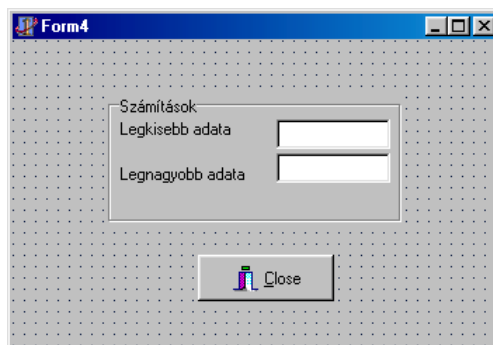 Form4
Számítások
Legkisebb adata
Legnagyobb adata
Close